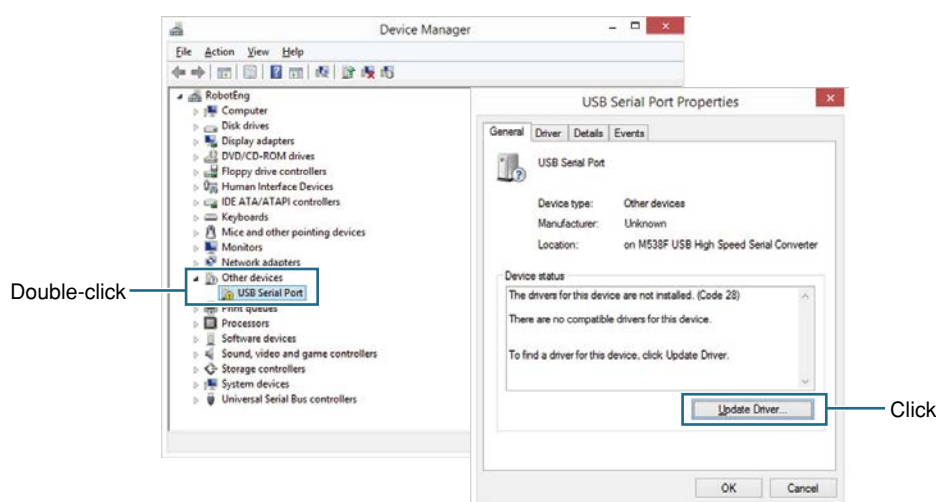 Device Manager
File Action View Help
RobotEng
Computer
Disk drives
Display adapters
DVD/CD-ROM drives
Floppy drive controllers
Human Interface Devices
IDE ATA/ATAPI controllers
Keyboards
Mice and other pointing devices
Monitors
Network adapters
Other devices
USB Serial Port
Print queues
Processors
Software devices
Sound, video and game controllers
Storage controllers
System devices
Universal Serial Bus controllers
Double-click
USB Serial Port Properties
General Driver Details Events
USB Serial Port
Device type: Other devices
Manufacturer: Unknown
Location: on M538F USB High Speed Serial Converter
Device status
The drivers for this device are not installed. (Code 28)
There are no compatible drivers for this device.
To find a driver for this device, click Update Driver.
Update Driver...
Click
OK Cancel